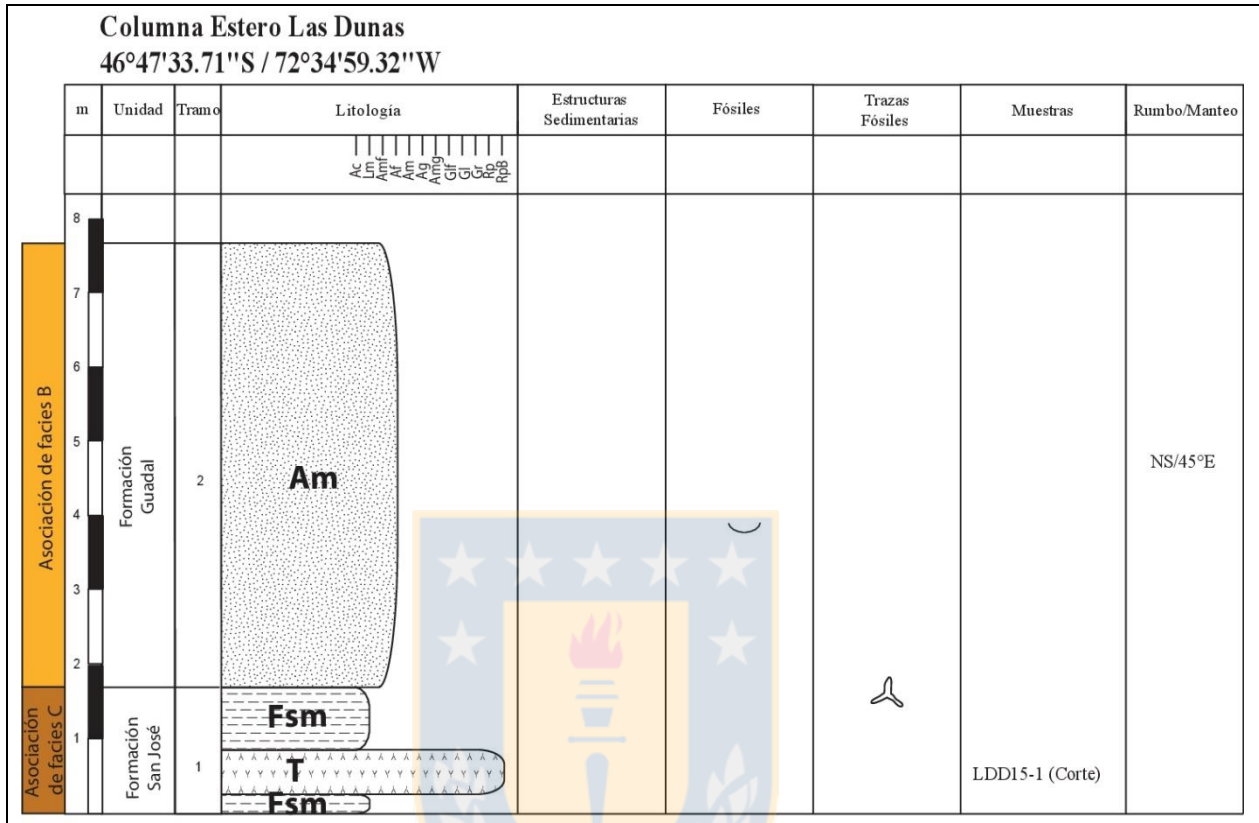 Columna Estero Las Dunas
46°47'33.71"S / 72°34'59.32"W
m
Unidad
Tramo
Litología
Estructuras
Sedimentarias
Fósiles
Trazas
Fósiles
Muestras
Rumbo/Manteo
Ac
Lm
Amf
Af
Am
Ag
Amg
Glf
Gl
Gr
Rp
RpB
8
7
6
5
4
3
2
1
Asociación de facies B
Formación
Guadal
2
Am
NS/45°E
Asociación
de facies C
Formación
San José
1
Fsm
T
Fsm
LDD15-1 (Corte)